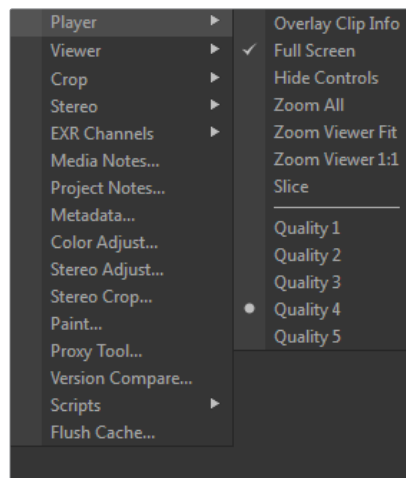 Player
Viewer
Crop
Stereo
EXR Channels
Media Notes...
Project Notes...
Metadata...
Color Adjust...
Stereo Adjust...
Stereo Crop...
Paint...
Proxy Tool...
Version Compare...
Scripts
Flush Cache...
Overlay Clip Info
Full Screen
Hide Controls
Zoom All
Zoom Viewer Fit
Zoom Viewer 1:1
Slice
Quality 1
Quality 2
Quality 3
Quality 4
Quality 5